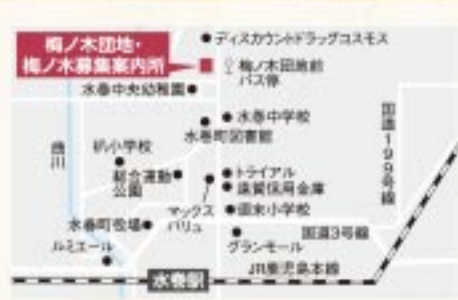 梅ノ木団地・
梅ノ木募集案内所
ディスカウントドラッグコスモス
梅ノ木団地前
バス停
水巻中央幼稚園
水巻中学校
水巻町図書館
国道199号線
曲川
机小学校
総合運動
公園
トライアル
遠賀信用金庫
マックス
バリュ
頃末小学校
水巻町役場
国道3号線
グランモール
ルミエール
JR鹿児島本線
水巻駅